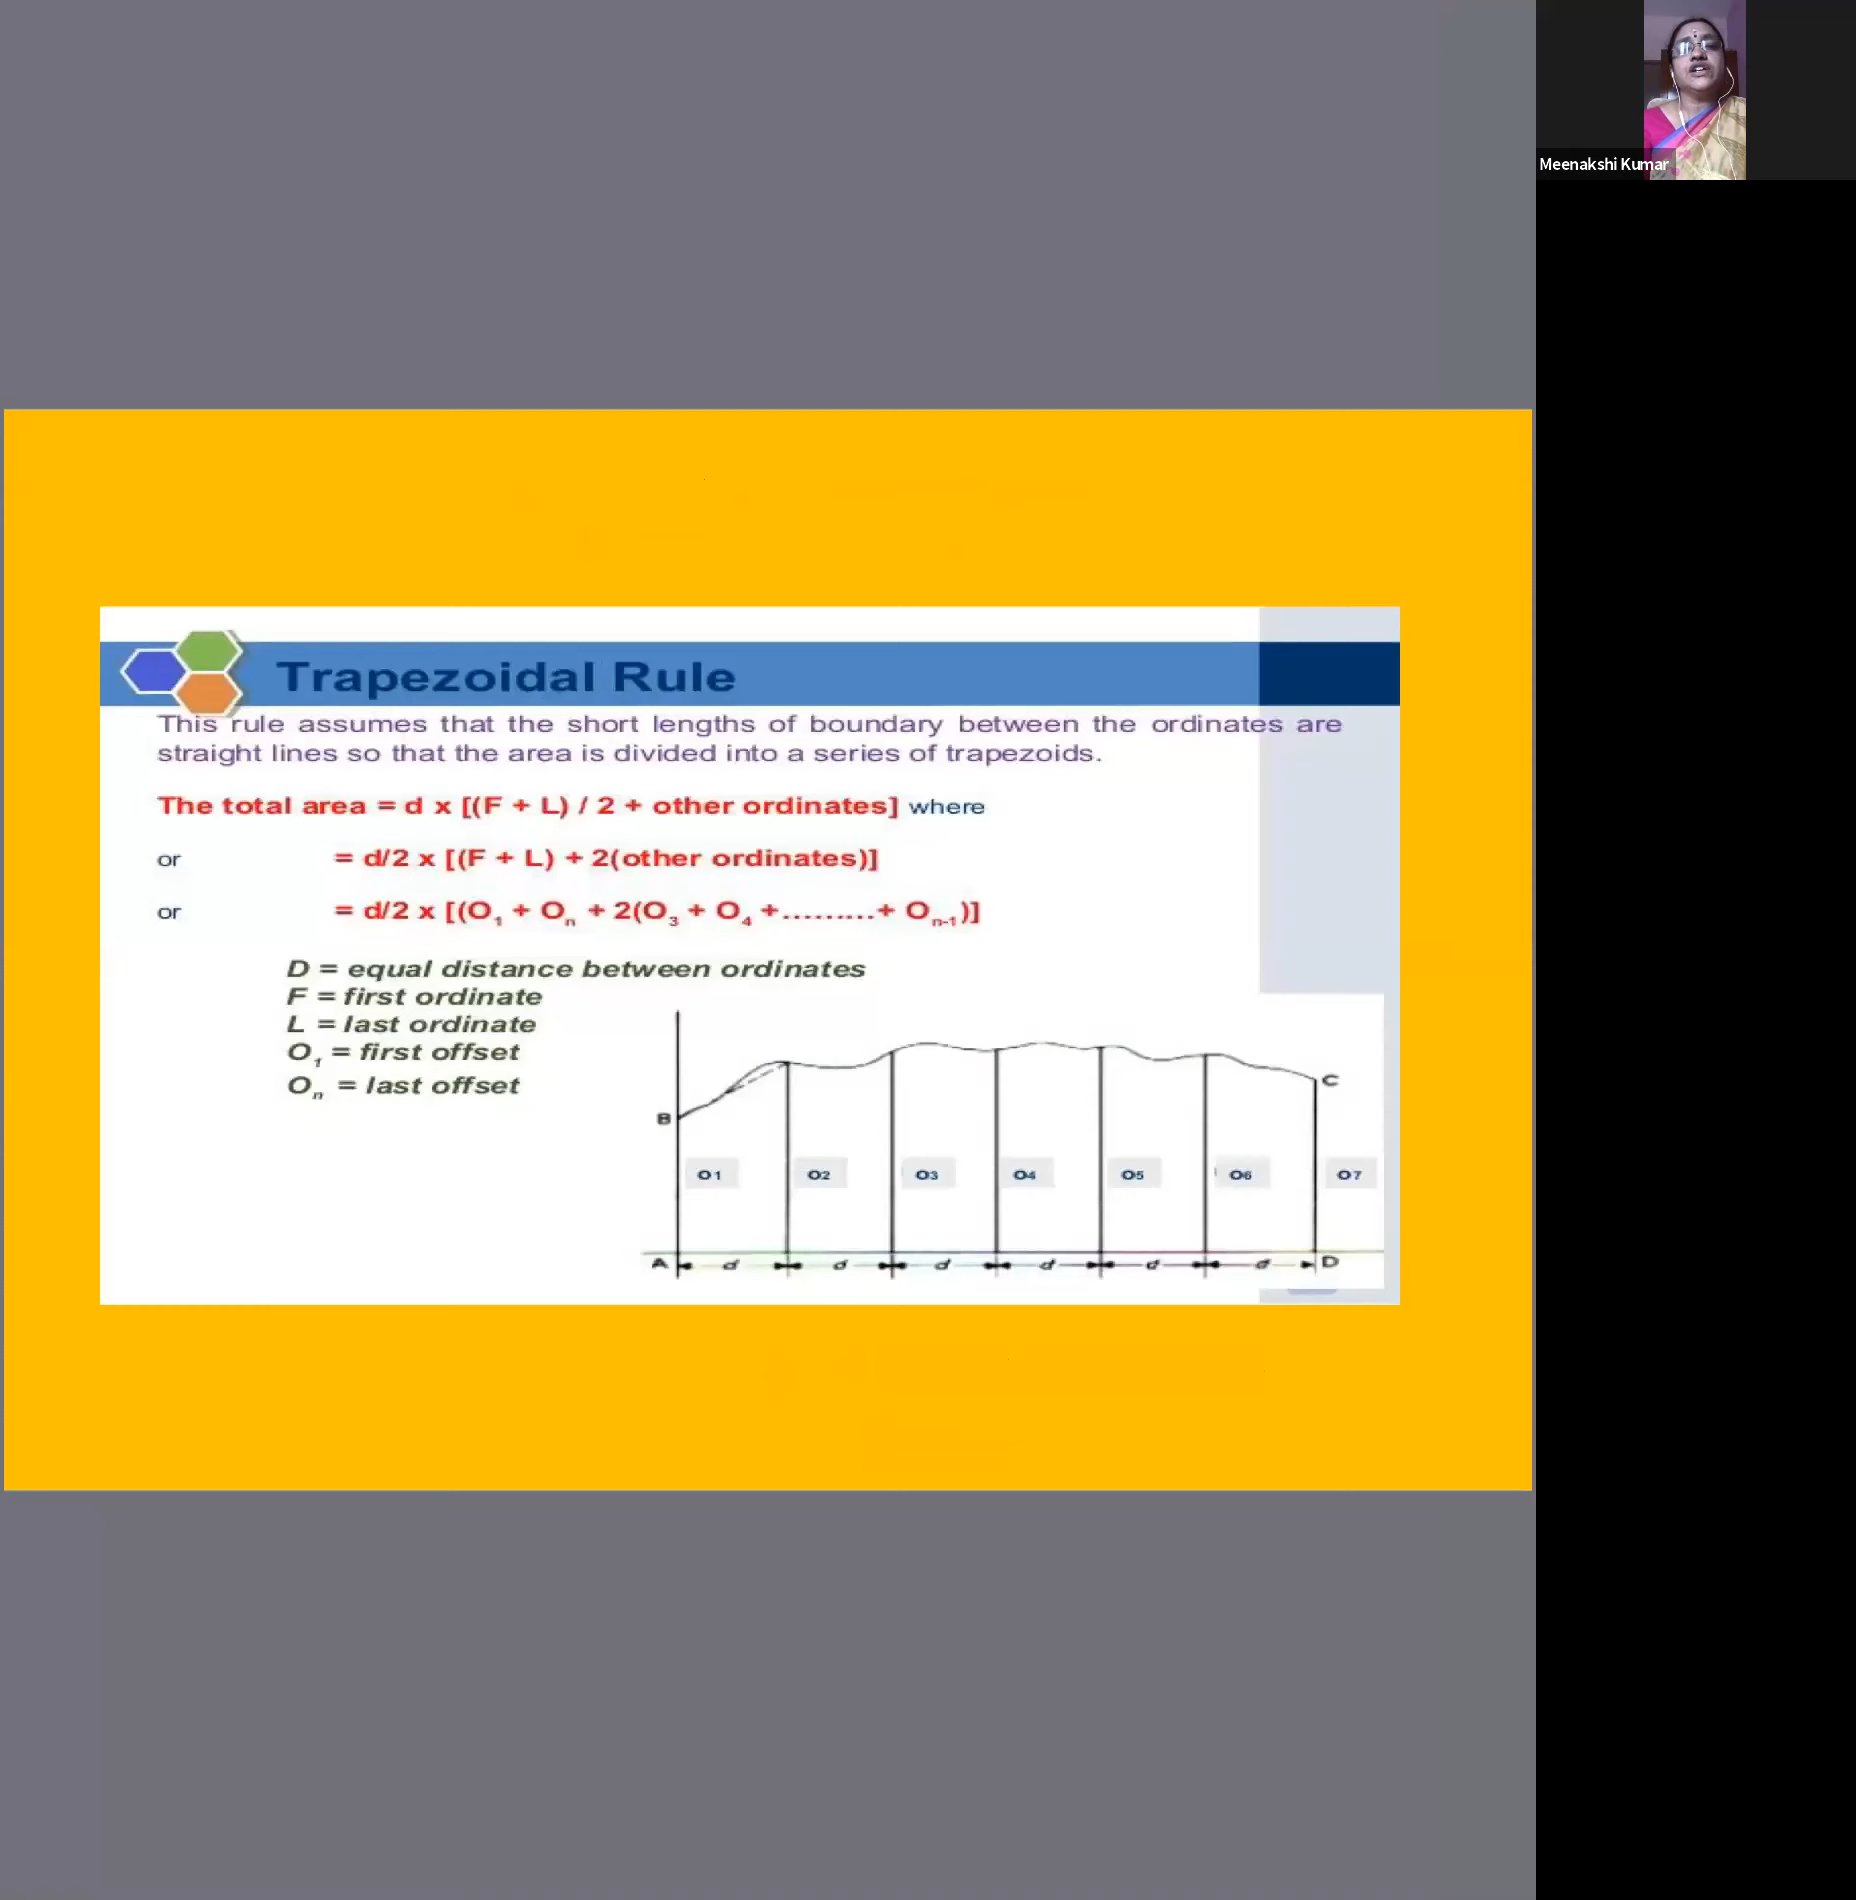 Meenakshi Kumar
Trapezoidal Rule
This rule assumes that the short lengths of boundary between the ordinates are
straight lines so that the area is divided into a series of trapezoids.
The total area = d x [(F + L) / 2 + other ordinates] where
or = d/2 x [(F + L) + 2(other ordinates)]
or = d/2 x [(O₁ + Oₙ + 2(O₃ + O₄ +.........+ Oₙ₋₁)]
D = equal distance between ordinates
F = first ordinate
L = last ordinate
O₁ = first offset
Oₙ = last offset
C
B
O1 O2 O3 O4 O5 O6 O7
A d d d d d d D